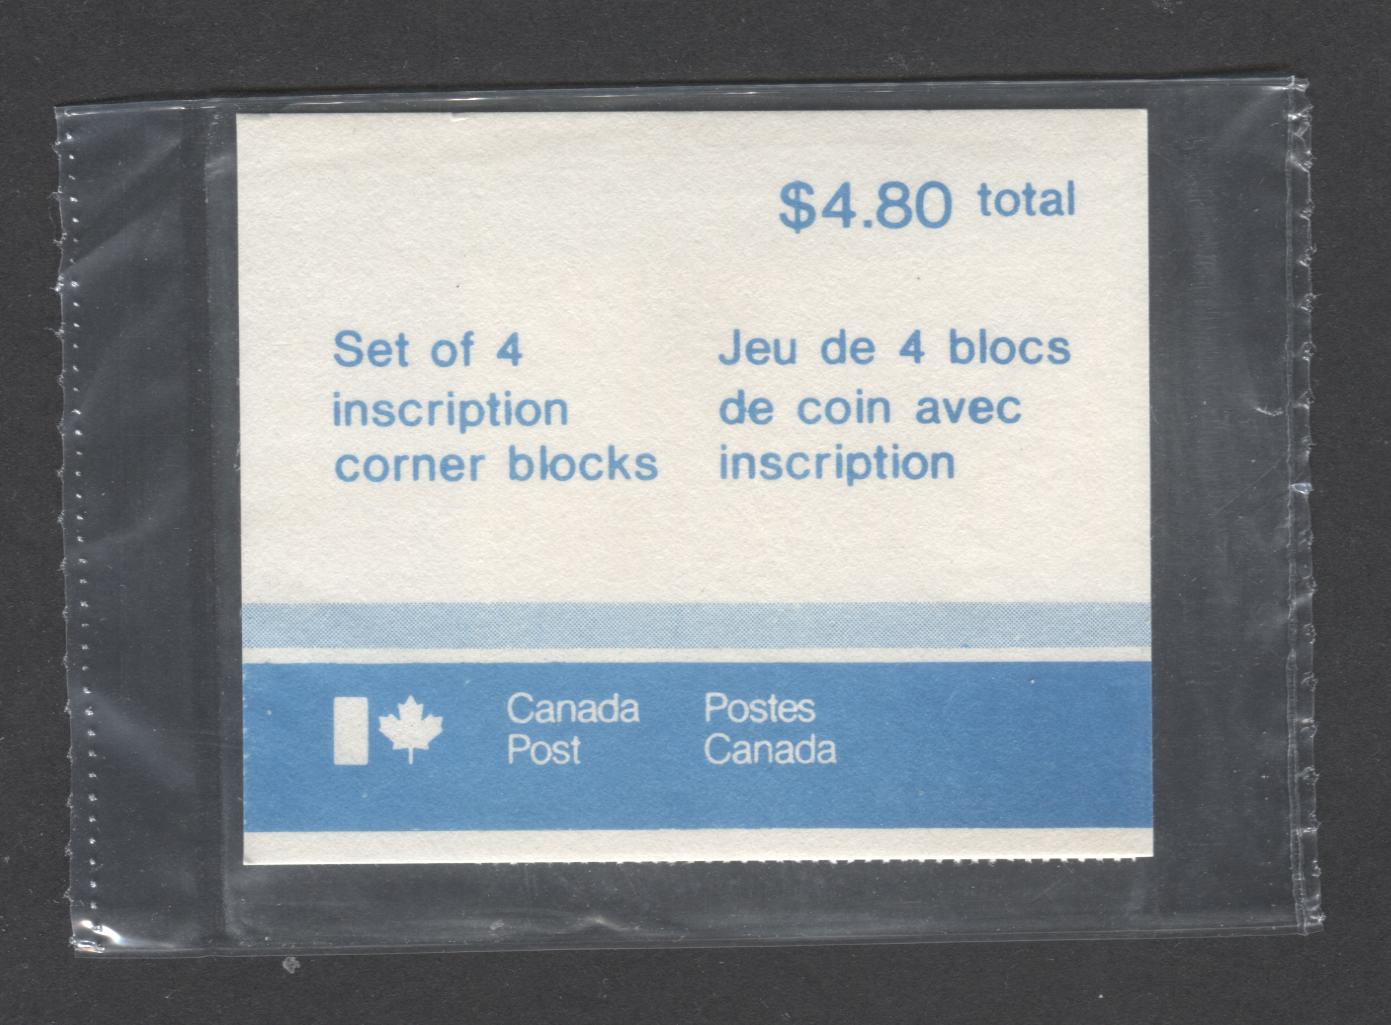 $4.80 total
Set of 4
inscription
corner blocks
Jeu de 4 blocs
de coin avec
inscription
Canada
Post
Postes
Canada